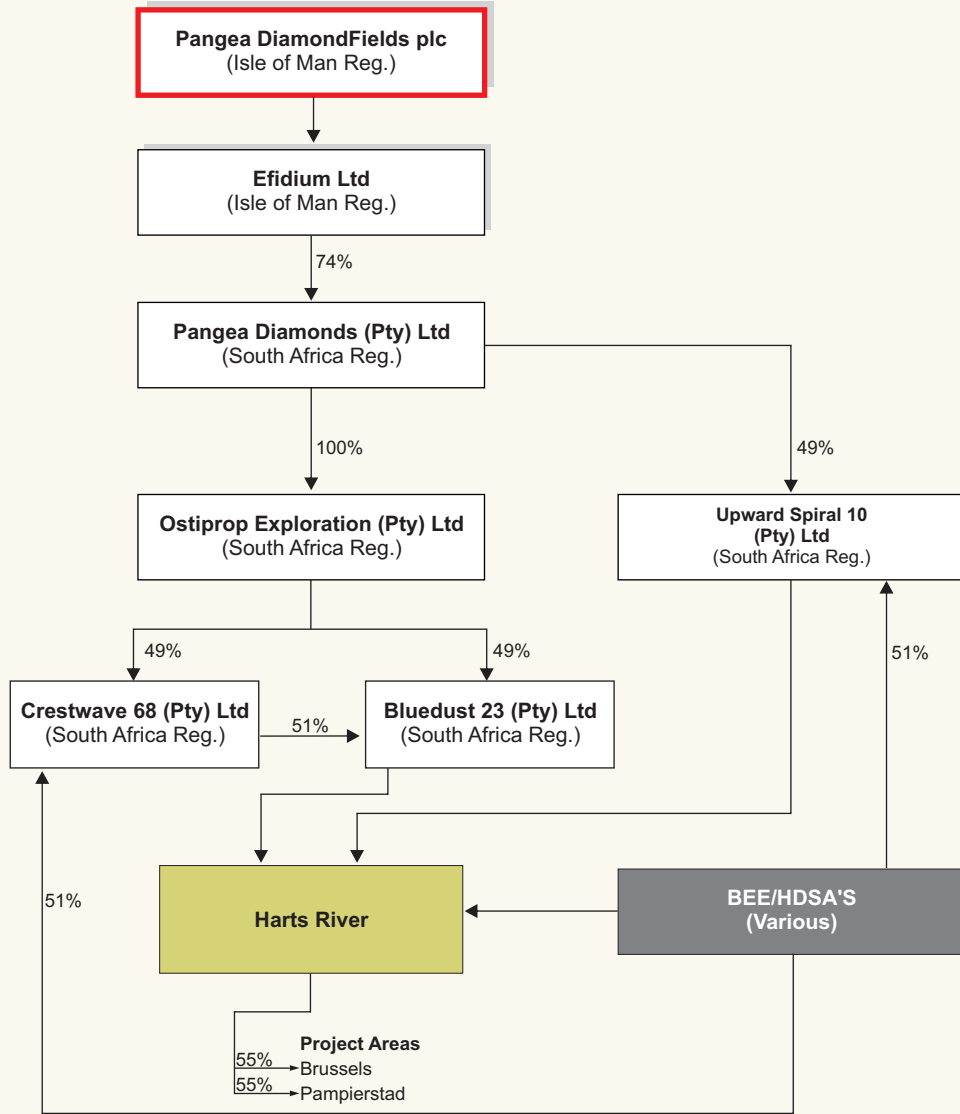 Pangea DiamondFields plc
(Isle of Man Reg.)
Efidium Ltd
(Isle of Man Reg.)
74%
Pangea Diamonds (Pty) Ltd
(South Africa Reg.)
100%
49%
Ostiprop Exploration (Pty) Ltd
(South Africa Reg.)
Upward Spiral 10
(Pty) Ltd
(South Africa Reg.)
49%
49%
51%
Crestwave 68 (Pty) Ltd
(South Africa Reg.)
51%
Bluedust 23 (Pty) Ltd
(South Africa Reg.)
51%
Harts River
BEE/HDSA'S
(Various)
Project Areas
55%
Brussels
55%
Pampierstad